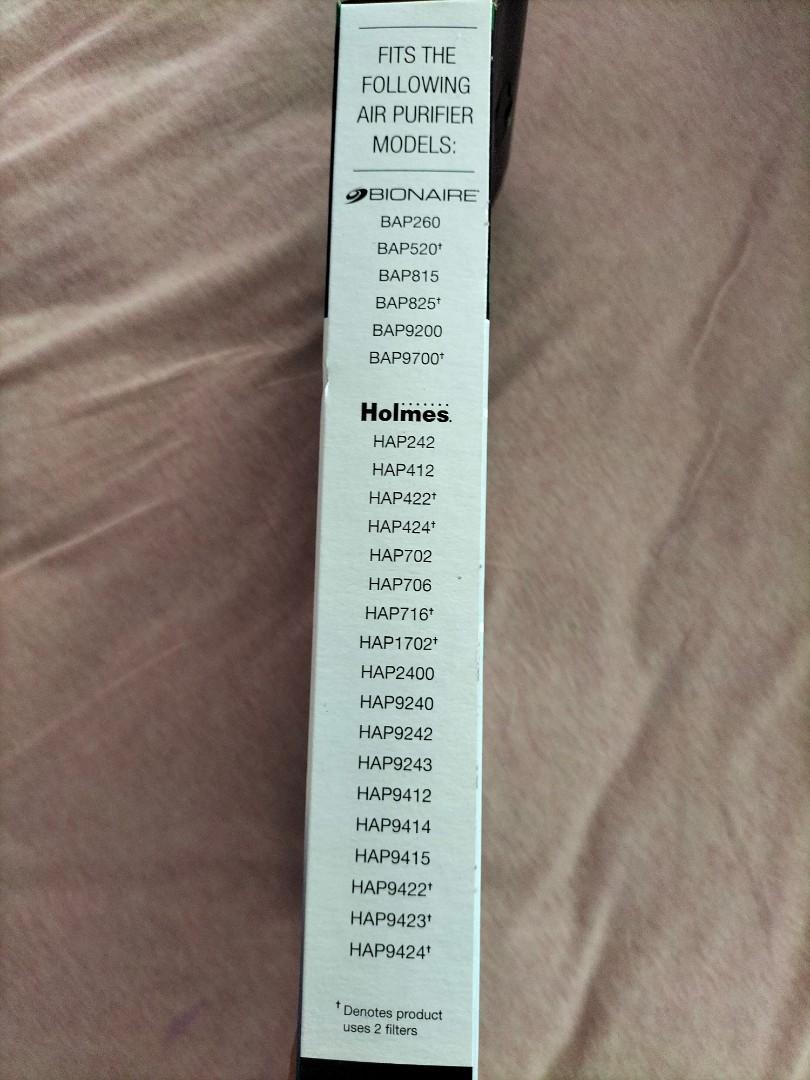 FITS THE
FOLLOWING
AIR PURIFIER
MODELS:
BIONAIRE
BAP260
BAP520†
BAP815
BAP825†
BAP9200
BAP9700†
Holmes.
HAP242
HAP412
HAP422†
HAP424†
HAP702
HAP706
HAP716†
HAP1702†
HAP2400
HAP9240
HAP9242
HAP9243
HAP9412
HAP9414
HAP9415
HAP9422†
HAP9423†
HAP9424†
† Denotes product
uses 2 filters